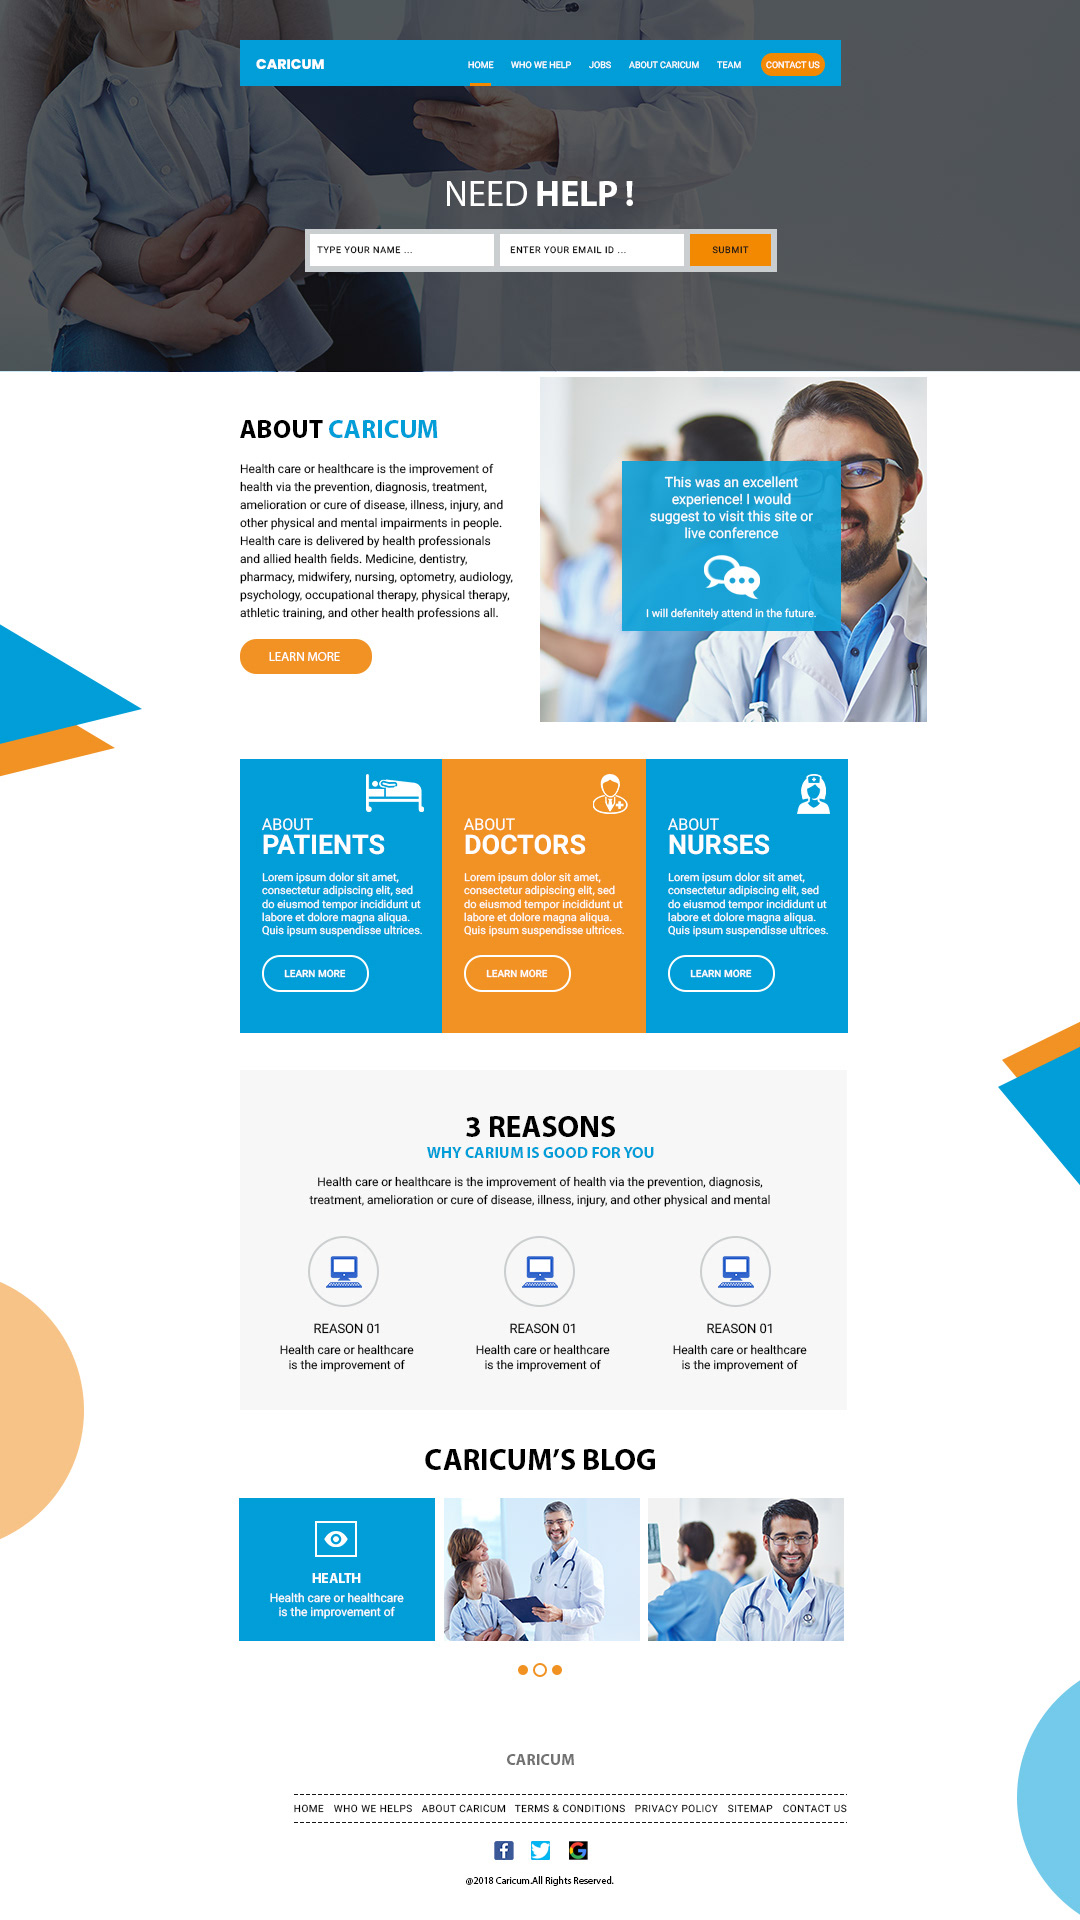 CARICUM
HOME WHO WE HELP JOBS ABOUT CARICUM TEAM CONTACT US
NEED HELP !
TYPE YOUR NAME ... ENTER YOUR EMAIL ID ... SUBMIT
ABOUT CARICUM
Health care or healthcare is the improvement of
health via the prevention, diagnosis, treatment,
amelioration or cure of disease, illness, injury, and
other physical and mental impairments in people.
Health care is delivered by health professionals
and allied health fields. Medicine, dentistry,
pharmacy, midwifery, nursing, optometry, audiology,
psychology, occupational therapy, physical therapy,
athletic training, and other health professions all.
LEARN MORE
This was an excellent
experience! I would
suggest to visit this site or
live conference
I will defenitely attend in the future.
ABOUT
PATIENTS
Lorem ipsum dolor sit amet,
consectetur adipiscing elit, sed
do eiusmod tempor incididunt ut
labore et dolore magna aliqua.
Quis ipsum suspendisse ultrices.
LEARN MORE
ABOUT
DOCTORS
Lorem ipsum dolor sit amet,
consectetur adipiscing elit, sed
do eiusmod tempor incididunt ut
labore et dolore magna aliqua.
Quis ipsum suspendisse ultrices.
LEARN MORE
ABOUT
NURSES
Lorem ipsum dolor sit amet,
consectetur adipiscing elit, sed
do eiusmod tempor incididunt ut
labore et dolore magna aliqua.
Quis ipsum suspendisse ultrices.
LEARN MORE
3 REASONS
WHY CARIUM IS GOOD FOR YOU
Health care or healthcare is the improvement of health via the prevention, diagnosis,
treatment, amelioration or cure of disease, illness, injury, and other physical and mental
REASON 01
Health care or healthcare
is the improvement of
REASON 01
Health care or healthcare
is the improvement of
REASON 01
Health care or healthcare
is the improvement of
CARICUM'S BLOG
HEALTH
Health care or healthcare
is the improvement of
CARICUM
HOME WHO WE HELPS ABOUT CARICUM TERMS & CONDITIONS PRIVACY POLICY SITEMAP CONTACT US
@2018 Caricum.All Rights Reserved.